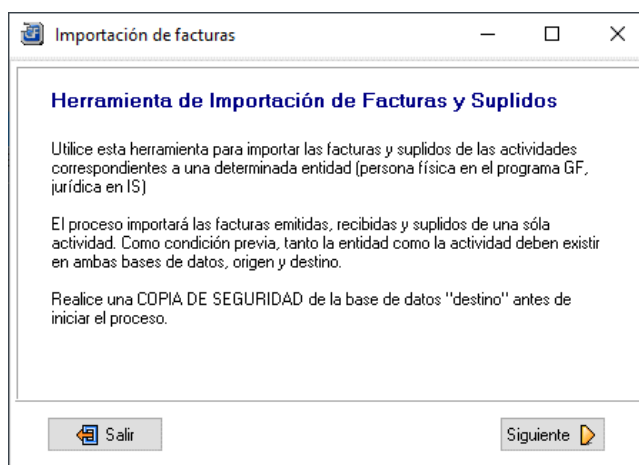 Importación de facturas
Herramienta de Importación de Facturas y Suplidos
Utilice esta herramienta para importar las facturas y suplidos de las actividades
correspondientes a una determinada entidad (persona física en el programa GF,
jurídica en IS)
El proceso importará las facturas emitidas, recibidas y suplidos de una sóla
actividad. Como condición previa, tanto la entidad como la actividad deben existir
en ambas bases de datos, origen y destino.
Realice una COPIA DE SEGURIDAD de la base de datos "destino" antes de
iniciar el proceso.
Salir
Siguiente